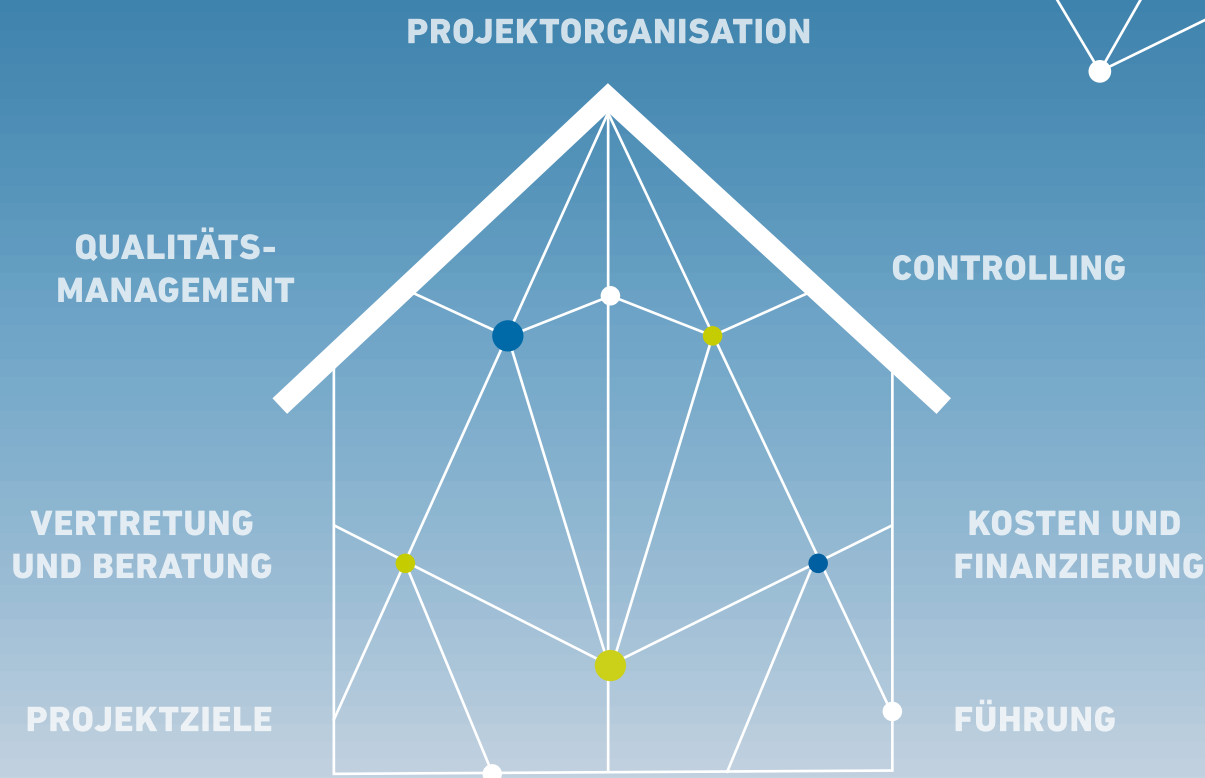 PROJEKTORGANISATION
QUALITÄTS-
MANAGEMENT
CONTROLLING
VERTRETUNG
UND BERATUNG
KOSTEN UND
FINANZIERUNG
PROJEKTZIELE
FÜHRUNG